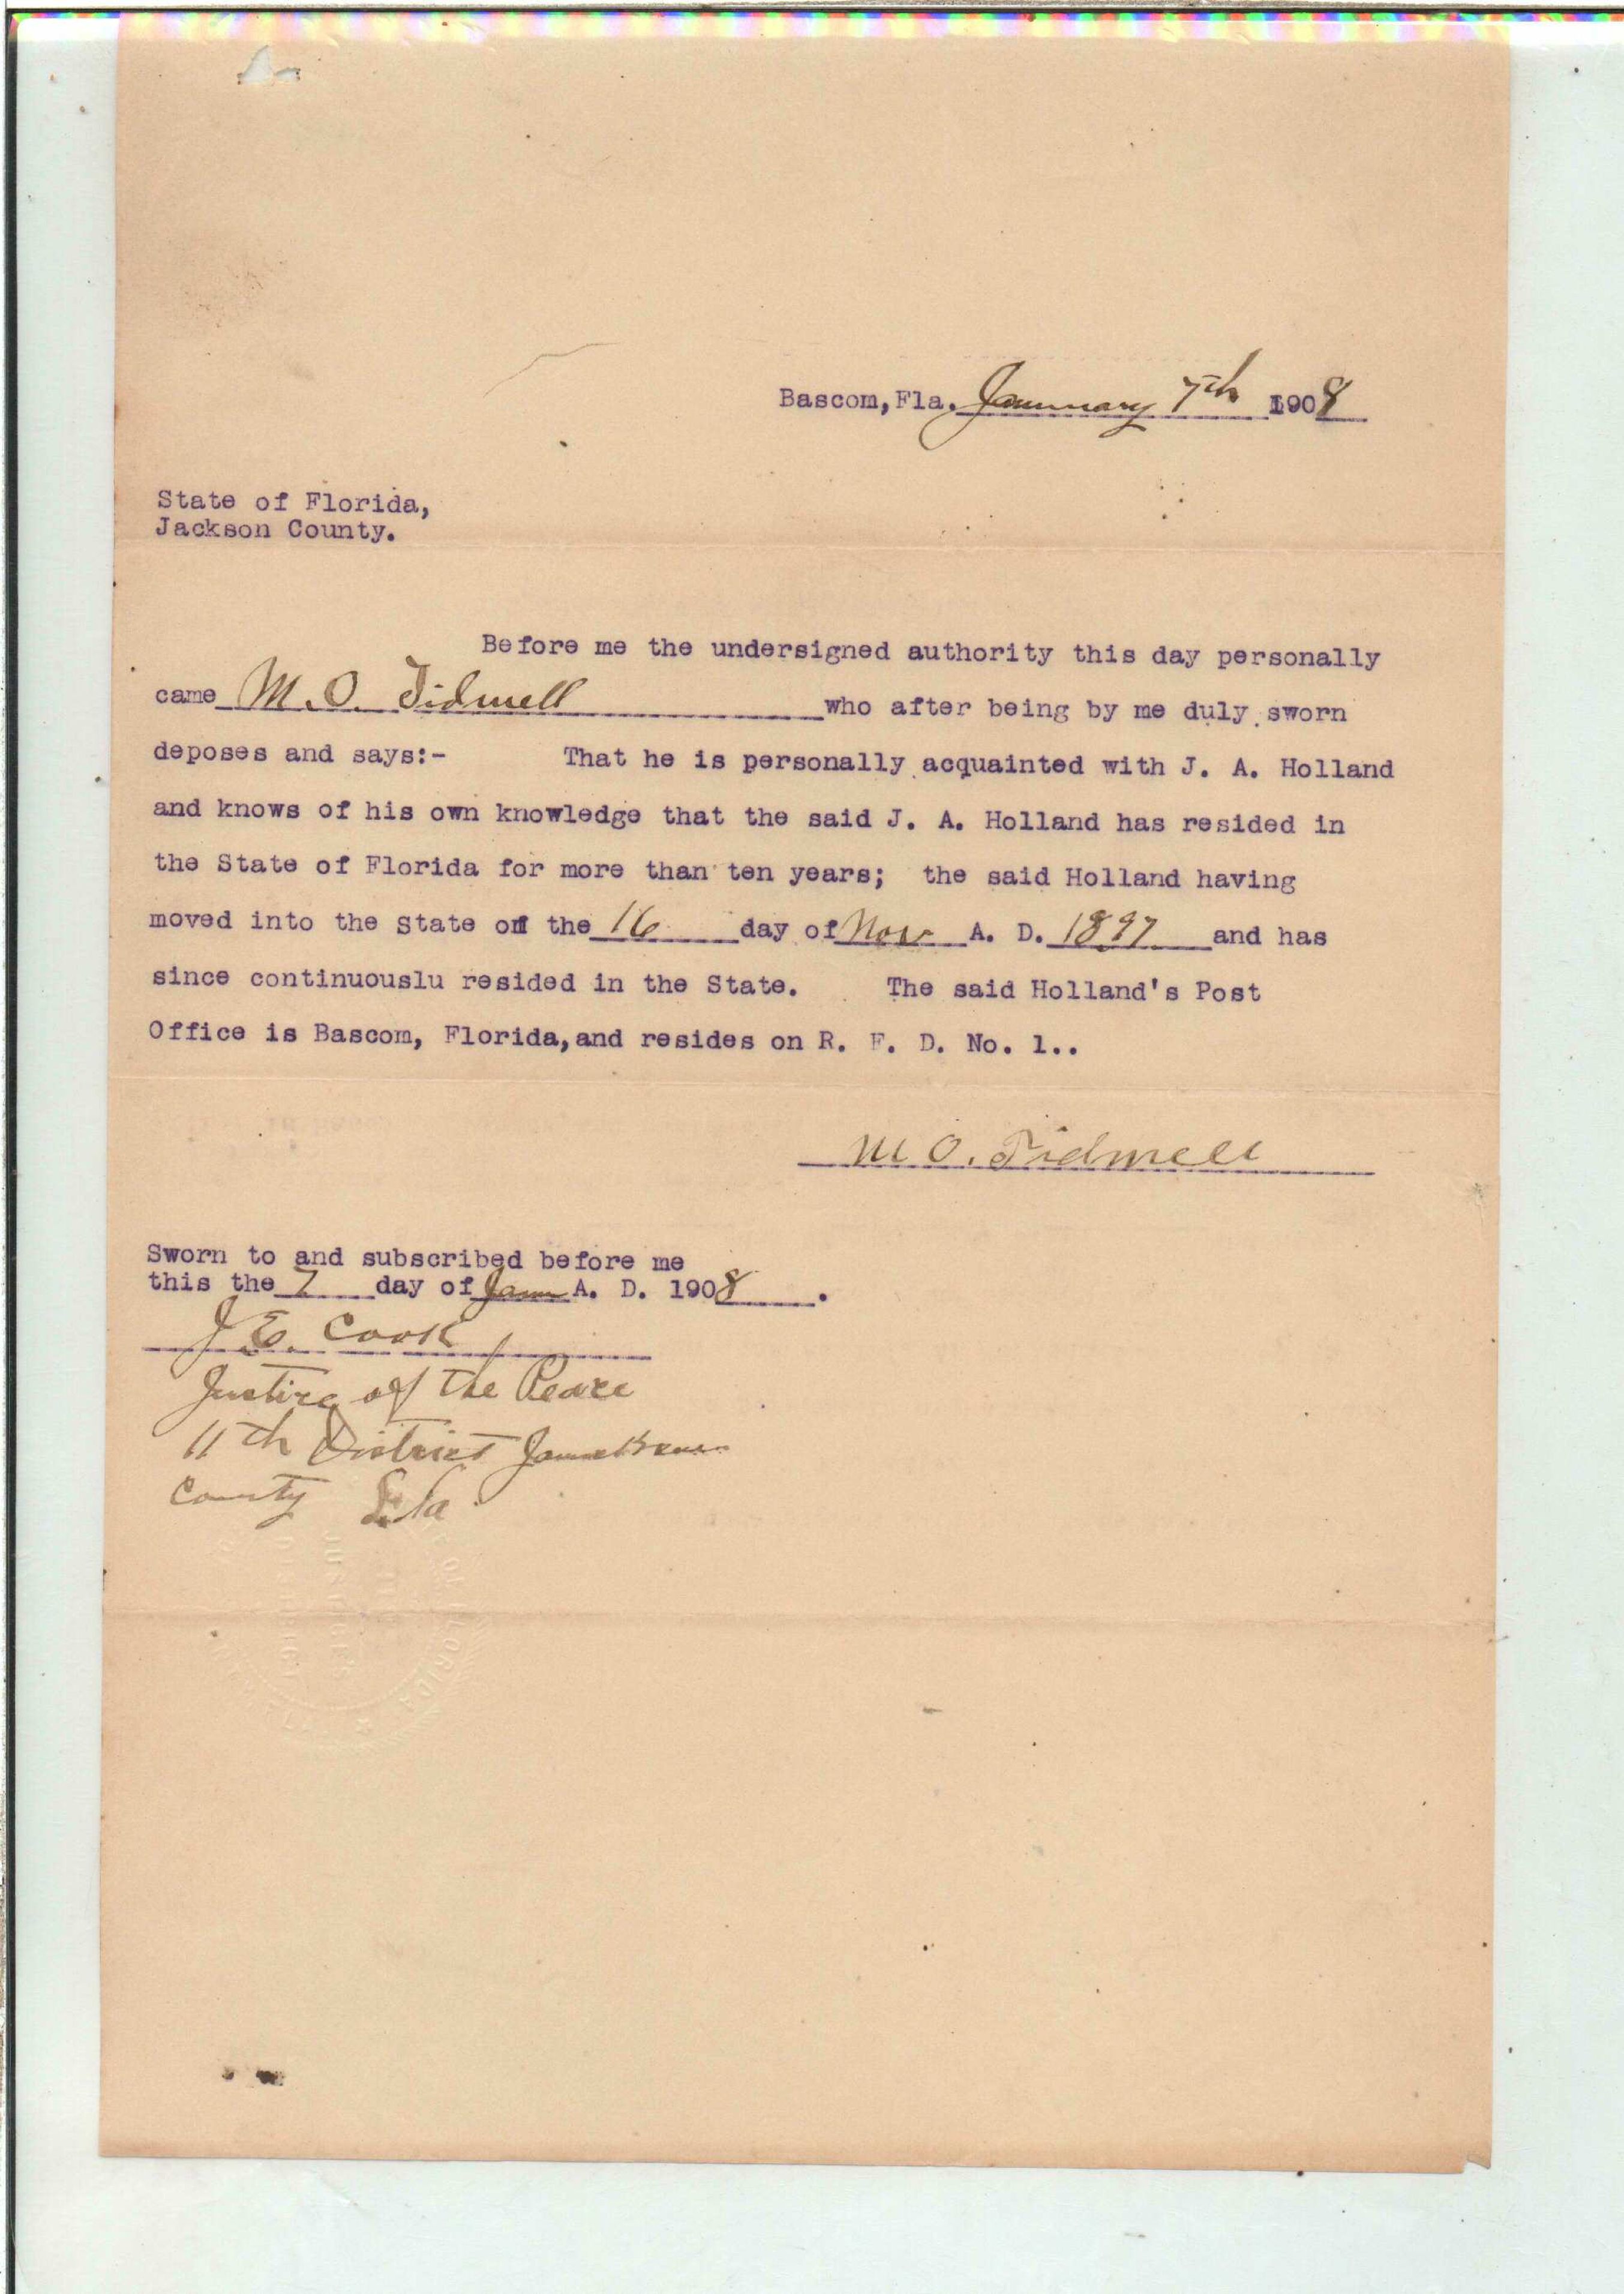 Bascom, Fla. January 7th 1908
State of Florida,
Jackson County.
Before me the undersigned authority this day personally
came M. O. Tidwell who after being by me duly sworn
deposes and says:- That he is personally acquainted with J. A. Holland
and knows of his own knowledge that the said J. A. Holland has resided in
the State of Florida for more than ten years; the said Holland having
moved into the State on the 16 day of Nov A. D. 1897 and has
since continuouslu resided in the State. The said Holland's Post
Office is Bascom, Florida, and resides on R. F. D. No. 1..
M O. Tidwell
Sworn to and subscribed before me
this the 7 day of Jann A. D. 1908.
J E. Cook
Justice of the Peace
11th District
County Fla
FLORIDA